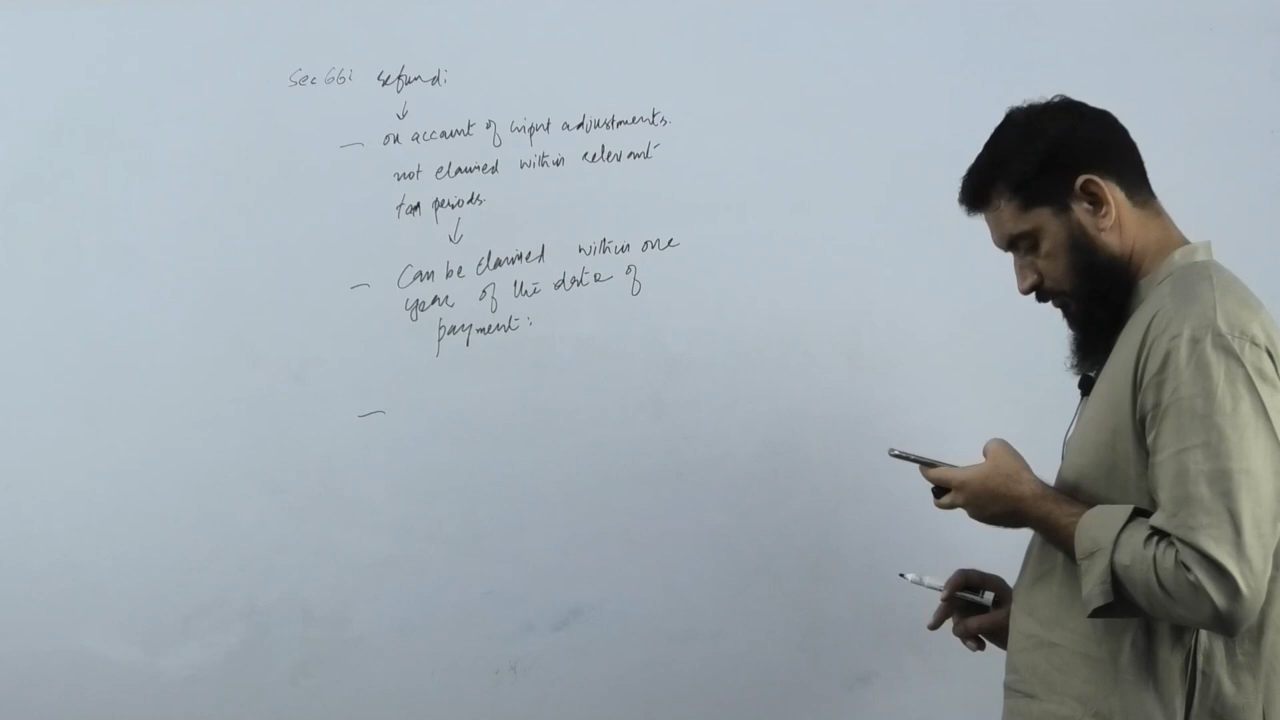 Sec 66: refund:
↓
— on account of input adjustments.
not claimed within relevant
tax periods.
↓
— Can be claimed within one
year of the date of
payment:
—